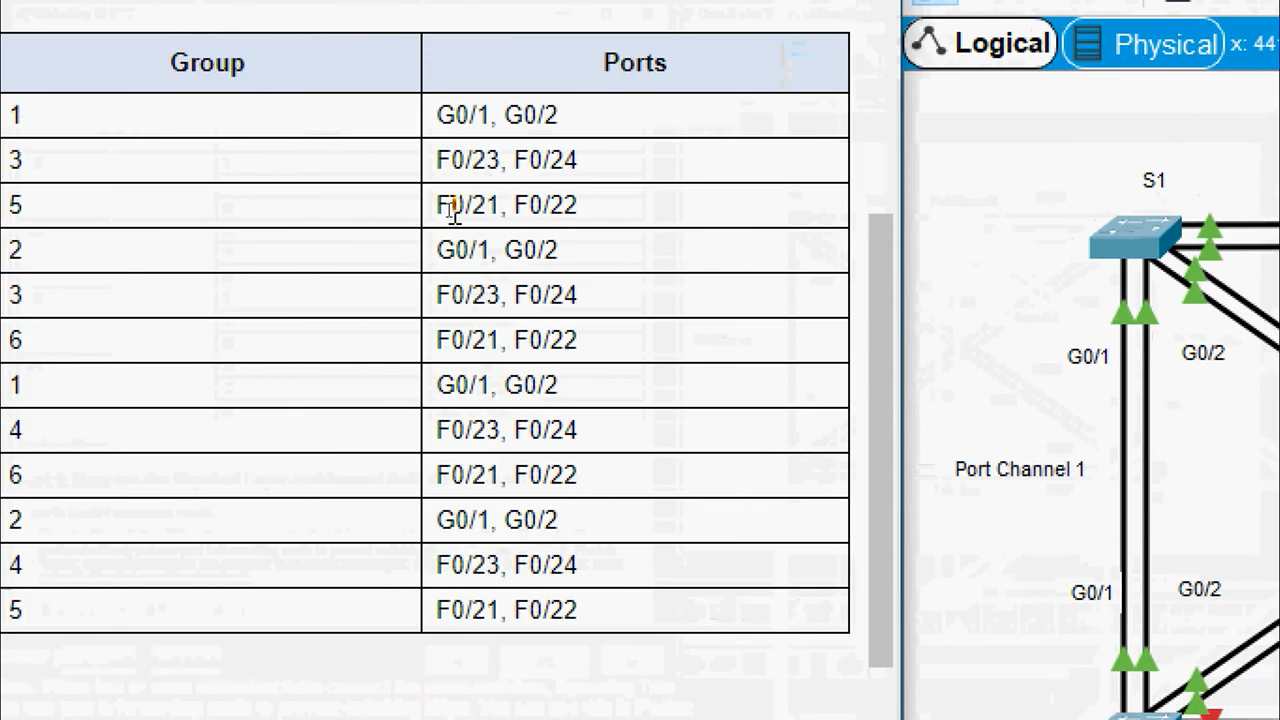 Logical Physical x: 44
Group Ports
1 G0/1, G0/2
3 F0/23, F0/24
5 F0/21, F0/22
2 G0/1, G0/2
3 F0/23, F0/24
6 F0/21, F0/22
1 G0/1, G0/2
4 F0/23, F0/24
6 F0/21, F0/22
2 G0/1, G0/2
4 F0/23, F0/24
5 F0/21, F0/22
S1
G0/1 G0/2
Port Channel 1
G0/1 G0/2